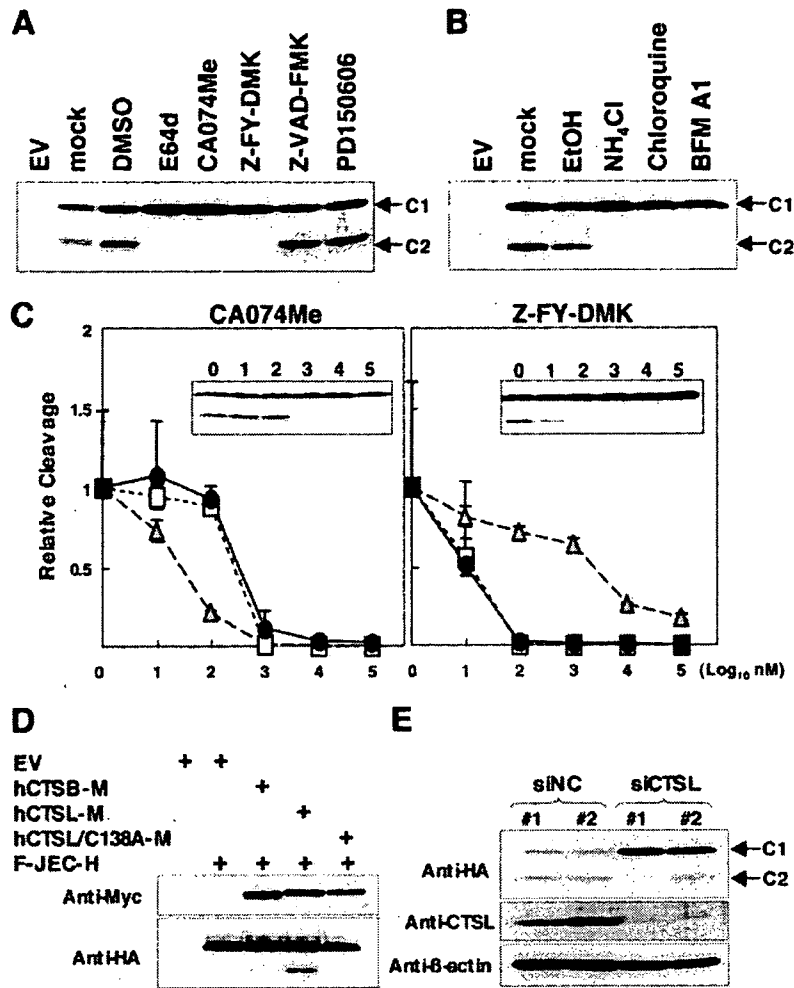 A
EV
mock
DMSO
E64d
CA074Me
Z-FY-DMK
Z-VAD-FMK
PD150606
C1
C2
B
EV
mock
EtOH
NH4Cl
Chloroquine
BFM A1
C1
C2
C
CA074Me
Z-FY-DMK
Relative Cleavage
2
1.5
1
0.5
0 1 2 3 4 5
0 1 2 3 4 5
0 1 2 3 4 5
0 1 2 3 4 5 (Log10 nM)
D
EV + +
hCTSB-M +
hCTSL-M +
hCTSL/C138A-M +
F-JEC-H + + + +
Anti-Myc
Anti-HA
E
siNC siCTSL
#1 #2 #1 #2
Anti-HA
C1
C2
Anti-CTSL
Anti-ß-actin